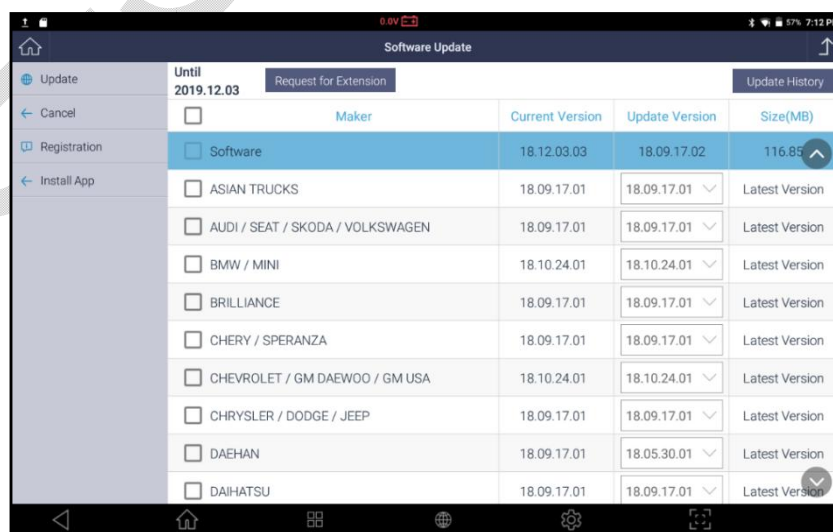 0.0V
57% 7:12 P
Software Update
Update
Cancel
Registration
Install App
Until
2019.12.03
Request for Extension
Update History
Maker Current Version Update Version Size(MB)
Software 18.12.03.03 18.09.17.02 116.85
ASIAN TRUCKS 18.09.17.01 18.09.17.01 Latest Version
AUDI / SEAT / SKODA / VOLKSWAGEN 18.09.17.01 18.09.17.01 Latest Version
BMW / MINI 18.10.24.01 18.10.24.01 Latest Version
BRILLIANCE 18.09.17.01 18.09.17.01 Latest Version
CHERY / SPERANZA 18.09.17.01 18.09.17.01 Latest Version
CHEVROLET / GM DAEWOO / GM USA 18.10.24.01 18.10.24.01 Latest Version
CHRYSLER / DODGE / JEEP 18.09.17.01 18.09.17.01 Latest Version
DAEHAN 18.09.17.01 18.05.30.01 Latest Version
DAIHATSU 18.09.17.01 18.09.17.01 Latest Version